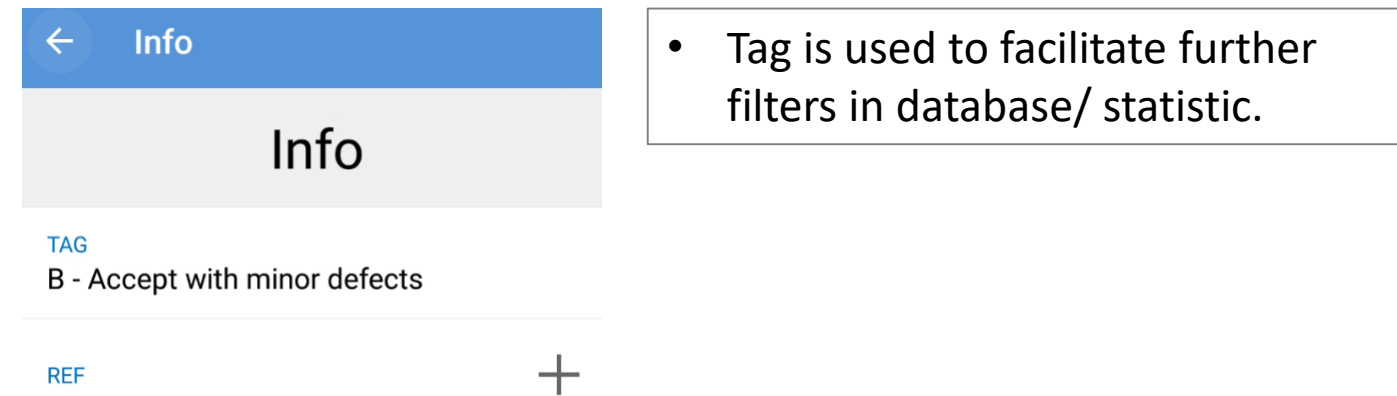 Info
Info
TAG
B - Accept with minor defects
REF
• Tag is used to facilitate further
filters in database/ statistic.